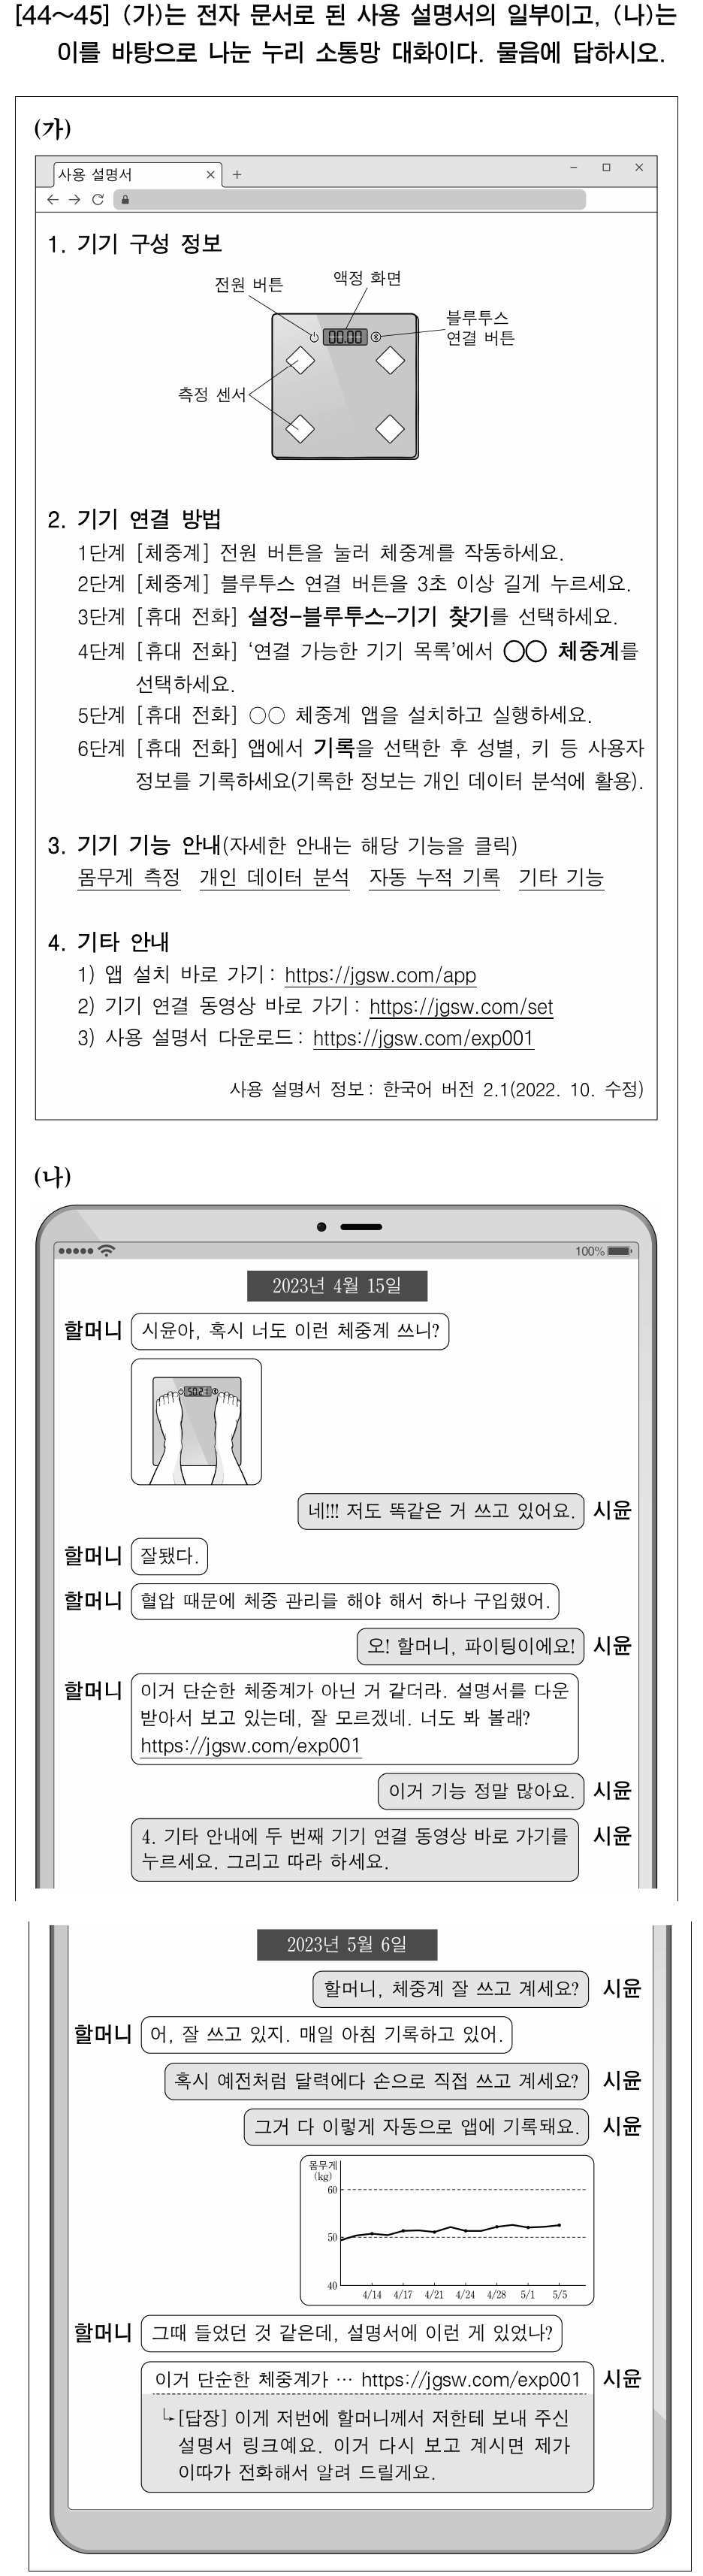 [44~45] (가)는 전자 문서로 된 사용 설명서의 일부이고, (나)는
이를 바탕으로 나눈 누리 소통망 대화이다. 물음에 답하시오.
(가)
사용 설명서
1. 기기 구성 정보
전원 버튼
액정 화면
블루투스
연결 버튼
00.00
측정 센서
2. 기기 연결 방법
1단계 [체중계] 전원 버튼을 눌러 체중계를 작동하세요.
2단계 [체중계] 블루투스 연결 버튼을 3초 이상 길게 누르세요.
3단계 [휴대 전화] 설정-블루투스-기기 찾기를 선택하세요.
4단계 [휴대 전화] ‘연결 가능한 기기 목록’에서 ○○ 체중계를
선택하세요.
5단계 [휴대 전화] ○○ 체중계 앱을 설치하고 실행하세요.
6단계 [휴대 전화] 앱에서 기록을 선택한 후 성별, 키 등 사용자
정보를 기록하세요(기록한 정보는 개인 데이터 분석에 활용).
3. 기기 기능 안내(자세한 안내는 해당 기능을 클릭)
몸무게 측정 개인 데이터 분석 자동 누적 기록 기타 기능
4. 기타 안내
1) 앱 설치 바로 가기: https://jgsw.com/app
2) 기기 연결 동영상 바로 가기: https://jgsw.com/set
3) 사용 설명서 다운로드: https://jgsw.com/exp001
사용 설명서 정보: 한국어 버전 2.1(2022. 10. 수정)
(나)
100%
2023년 4월 15일
할머니 시윤아, 혹시 너도 이런 체중계 쓰니?
네!!! 저도 똑같은 거 쓰고 있어요. 시윤
할머니 잘됐다.
할머니 혈압 때문에 체중 관리를 해야 해서 하나 구입했어.
오! 할머니, 파이팅이에요! 시윤
할머니 이거 단순한 체중계가 아닌 거 같더라. 설명서를 다운
받아서 보고 있는데, 잘 모르겠네. 너도 봐 볼래?
https://jgsw.com/exp001
이거 기능 정말 많아요. 시윤
4. 기타 안내에 두 번째 기기 연결 동영상 바로 가기를 시윤
누르세요. 그리고 따라 하세요.
2023년 5월 6일
할머니, 체중계 잘 쓰고 계세요? 시윤
할머니 어, 잘 쓰고 있지. 매일 아침 기록하고 있어.
혹시 예전처럼 달력에다 손으로 직접 쓰고 계세요? 시윤
그거 다 이렇게 자동으로 앱에 기록돼요. 시윤
몸무게
(kg)
60
50
40
4/14 4/17 4/21 4/24 4/28 5/1 5/5
할머니 그때 들었던 것 같은데, 설명서에 이런 게 있었나?
이거 단순한 체중계가 … https://jgsw.com/exp001 시윤
↳[답장] 이게 저번에 할머니께서 저한테 보내 주신
설명서 링크예요. 이거 다시 보고 계시면 제가
이따가 전화해서 알려 드릴게요.